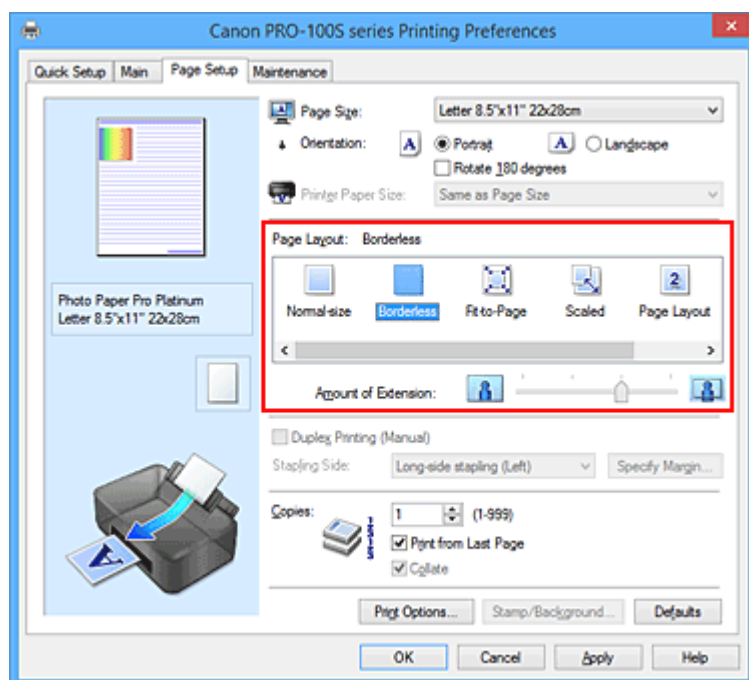 Canon PRO-100S series Printing Preferences
Quick Setup Main Page Setup Maintenance
Page Size: Letter 8.5"x11" 22x28cm
Orientation: A Portrait A Landscape
Rotate 180 degrees
Printer Paper Size: Same as Page Size
Page Layout: Borderless
Photo Paper Pro Platinum
Letter 8.5"x11" 22x28cm
2
Normal-size Borderless Fit-to-Page Scaled Page Layout
Amount of Extension:
Duplex Printing (Manual)
Stapling Side: Long-side stapling (Left) Specify Margin...
Copies: 1 (1-999)
Print from Last Page
Collate
A
Print Options... Stamp/Background... Defaults
OK Cancel Apply Help